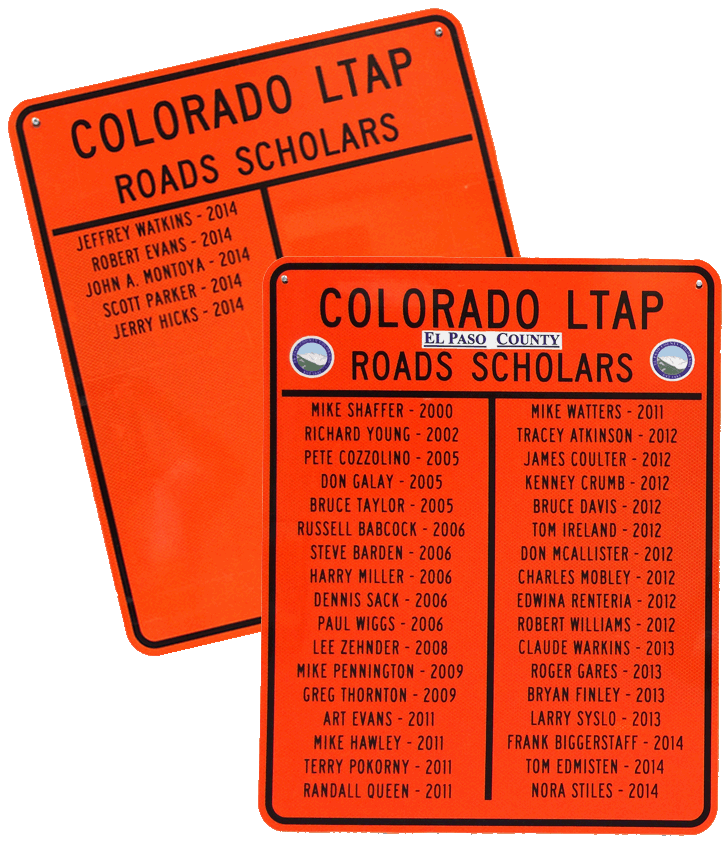 COLORADO LTAP
ROADS SCHOLARS
JEFFREY WATKINS - 2014
ROBERT EVANS - 2014
JOHN A. MONTOYA - 2014
SCOTT PARKER - 2014
JERRY HICKS - 2014
COLORADO LTAP
EL PASO COUNTY
ROADS SCHOLARS
MIKE SHAFFER - 2000
RICHARD YOUNG - 2002
PETE COZZOLINO - 2005
DON GALAY - 2005
BRUCE TAYLOR - 2005
RUSSELL BABCOCK - 2006
STEVE BARDEN - 2006
HARRY MILLER - 2006
DENNIS SACK - 2006
PAUL WIGGS - 2006
LEE ZEHNDER - 2008
MIKE PENNINGTON - 2009
GREG THORNTON - 2009
ART EVANS - 2011
MIKE HAWLEY - 2011
TERRY POKORNY - 2011
RANDALL QUEEN - 2011
MIKE WATTERS - 2011
TRACEY ATKINSON - 2012
JAMES COULTER - 2012
KENNEY CRUMB - 2012
BRUCE DAVIS - 2012
TOM IRELAND - 2012
DON MCALLISTER - 2012
CHARLES MOBLEY - 2012
EDWINA RENTERIA - 2012
ROBERT WILLIAMS - 2012
CLAUDE WARKINS - 2013
ROGER GARES - 2013
BRYAN FINLEY - 2013
LARRY SYSLO - 2013
FRANK BIGGERSTAFF - 2014
TOM EDMISTEN - 2014
NORA STILES - 2014